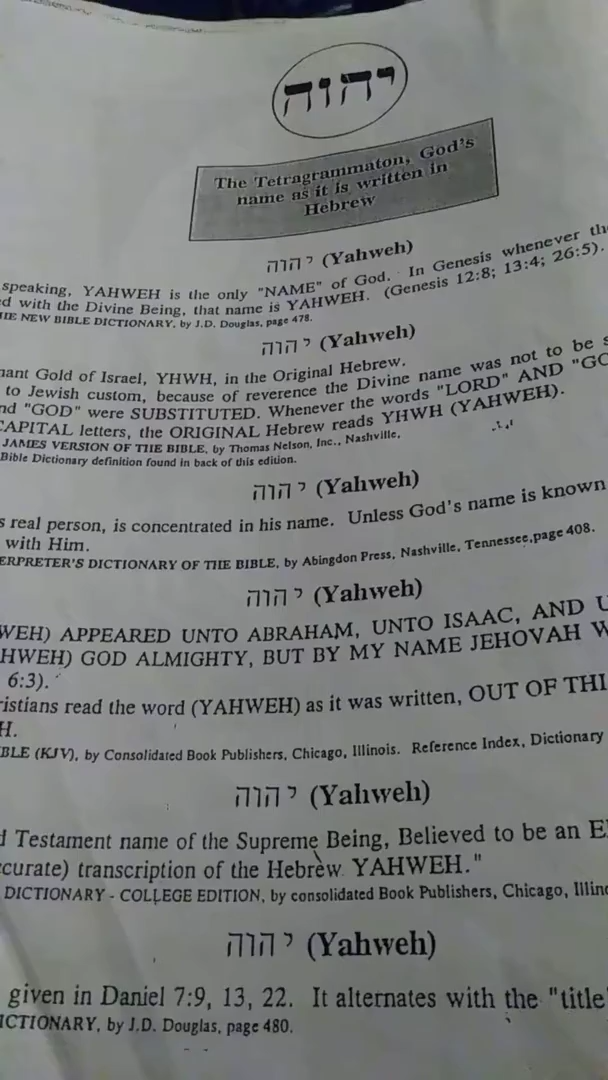 יהוה
The Tetragrammaton, God's
name as it is written in
Hebrew
יהוה (Yahweh)
speaking, YAHWEH is the only "NAME" of God. In Genesis whenever
with the Divine Being, that name is YAHWEH. (Genesis 12:8; 13:4; 26:5).
NEW BIBLE DICTIONARY, by J.D. Douglas, page 478.
יהוה (Yahweh)
Gold of Israel, YHWH, in the Original Hebrew.
to Jewish custom, because of reverence the Divine name was not to be
"GOD" were SUBSTITUTED. Whenever the words "LORD" AND
CAPITAL letters, the ORIGINAL Hebrew reads YHWH (YAHWEH).
JAMES VERSION OF THE BIBLE, by Thomas Nelson, Inc., Nashville,
Bible Dictionary definition found in back of this edition.
יהוה (Yahweh)
real person, is concentrated in his name. Unless God's name is known
with Him.
DICTIONARY OF THE BIBLE, by Abingdon Press, Nashville, Tennessee,page 408.
יהוה (Yahweh)
WEH) APPEARED UNTO ABRAHAM, UNTO ISAAC, AND
HWEH) GOD ALMIGHTY, BUT BY MY NAME JEHOVAH
6:3).
ristians read the word (YAHWEH) as it was written, OUT OF
H.
BLE (KJV), by Consolidated Book Publishers, Chicago, Illinois. Reference Index, Dictionary
יהוה (Yahweh)
Testament name of the Supreme Being, Believed to be an
ccurate) transcription of the Hebrew YAHWEH."
DICTIONARY - COLLEGE EDITION, by consolidated Book Publishers, Chicago,
יהוה (Yahweh)
given in Daniel 7:9, 13, 22. It alternates with the "title
ICTIONARY, by J.D. Douglas, page 480.